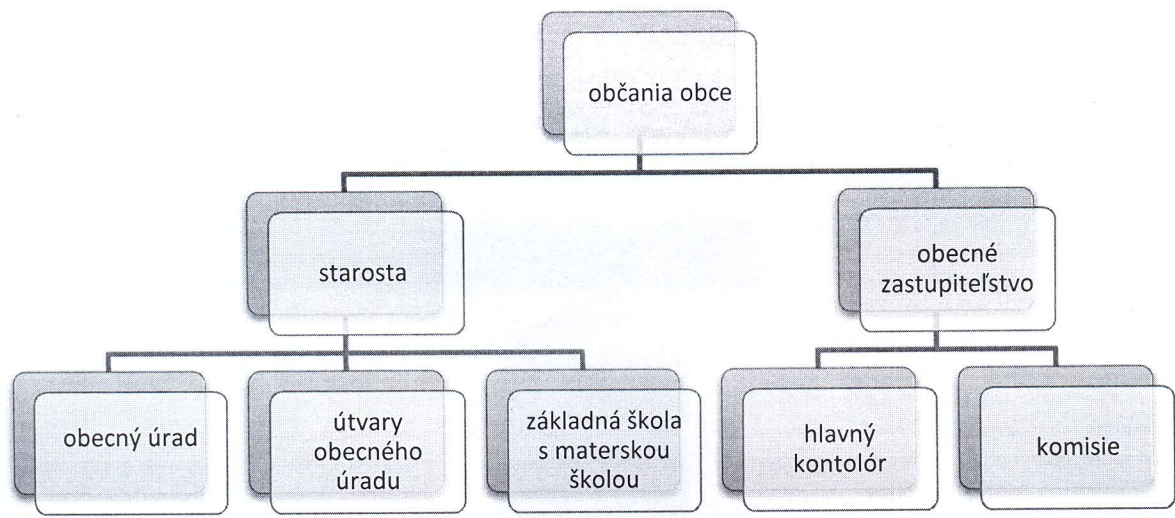 občania obce
starosta
obecné
zastupiteľstvo
obecný úrad
útvary
obecného
úradu
základná škola
s materskou
školou
hlavný
kontolór
komisie